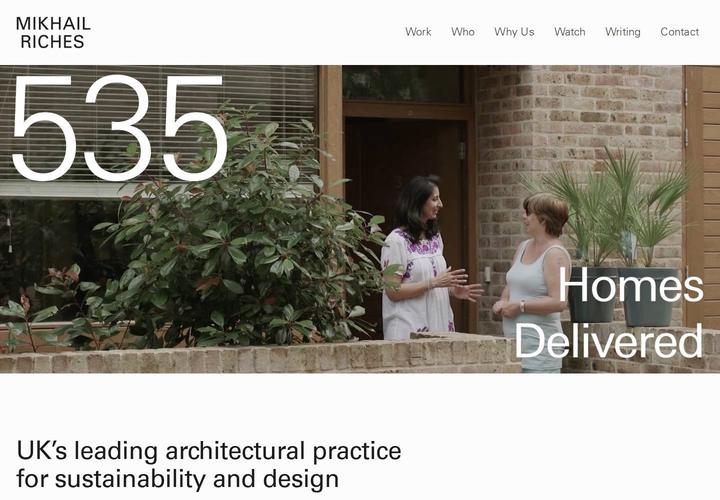 MIKHAIL
RICHES
Work
Who
Why Us
Watch
Writing
Contact
535
Homes
Delivered
UK's leading architectural practice
for sustainability and design